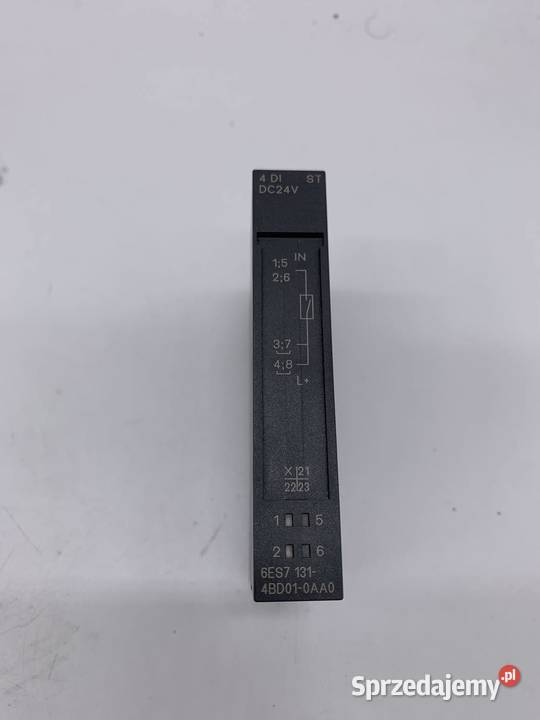 4 DI ST
DC24V
IN
1;5
2;6
3;7
4;8
L+
X 21
22 23
1 5
2 6
6ES7 131-
4BD01-0AA0
Sprzedajemy.pl